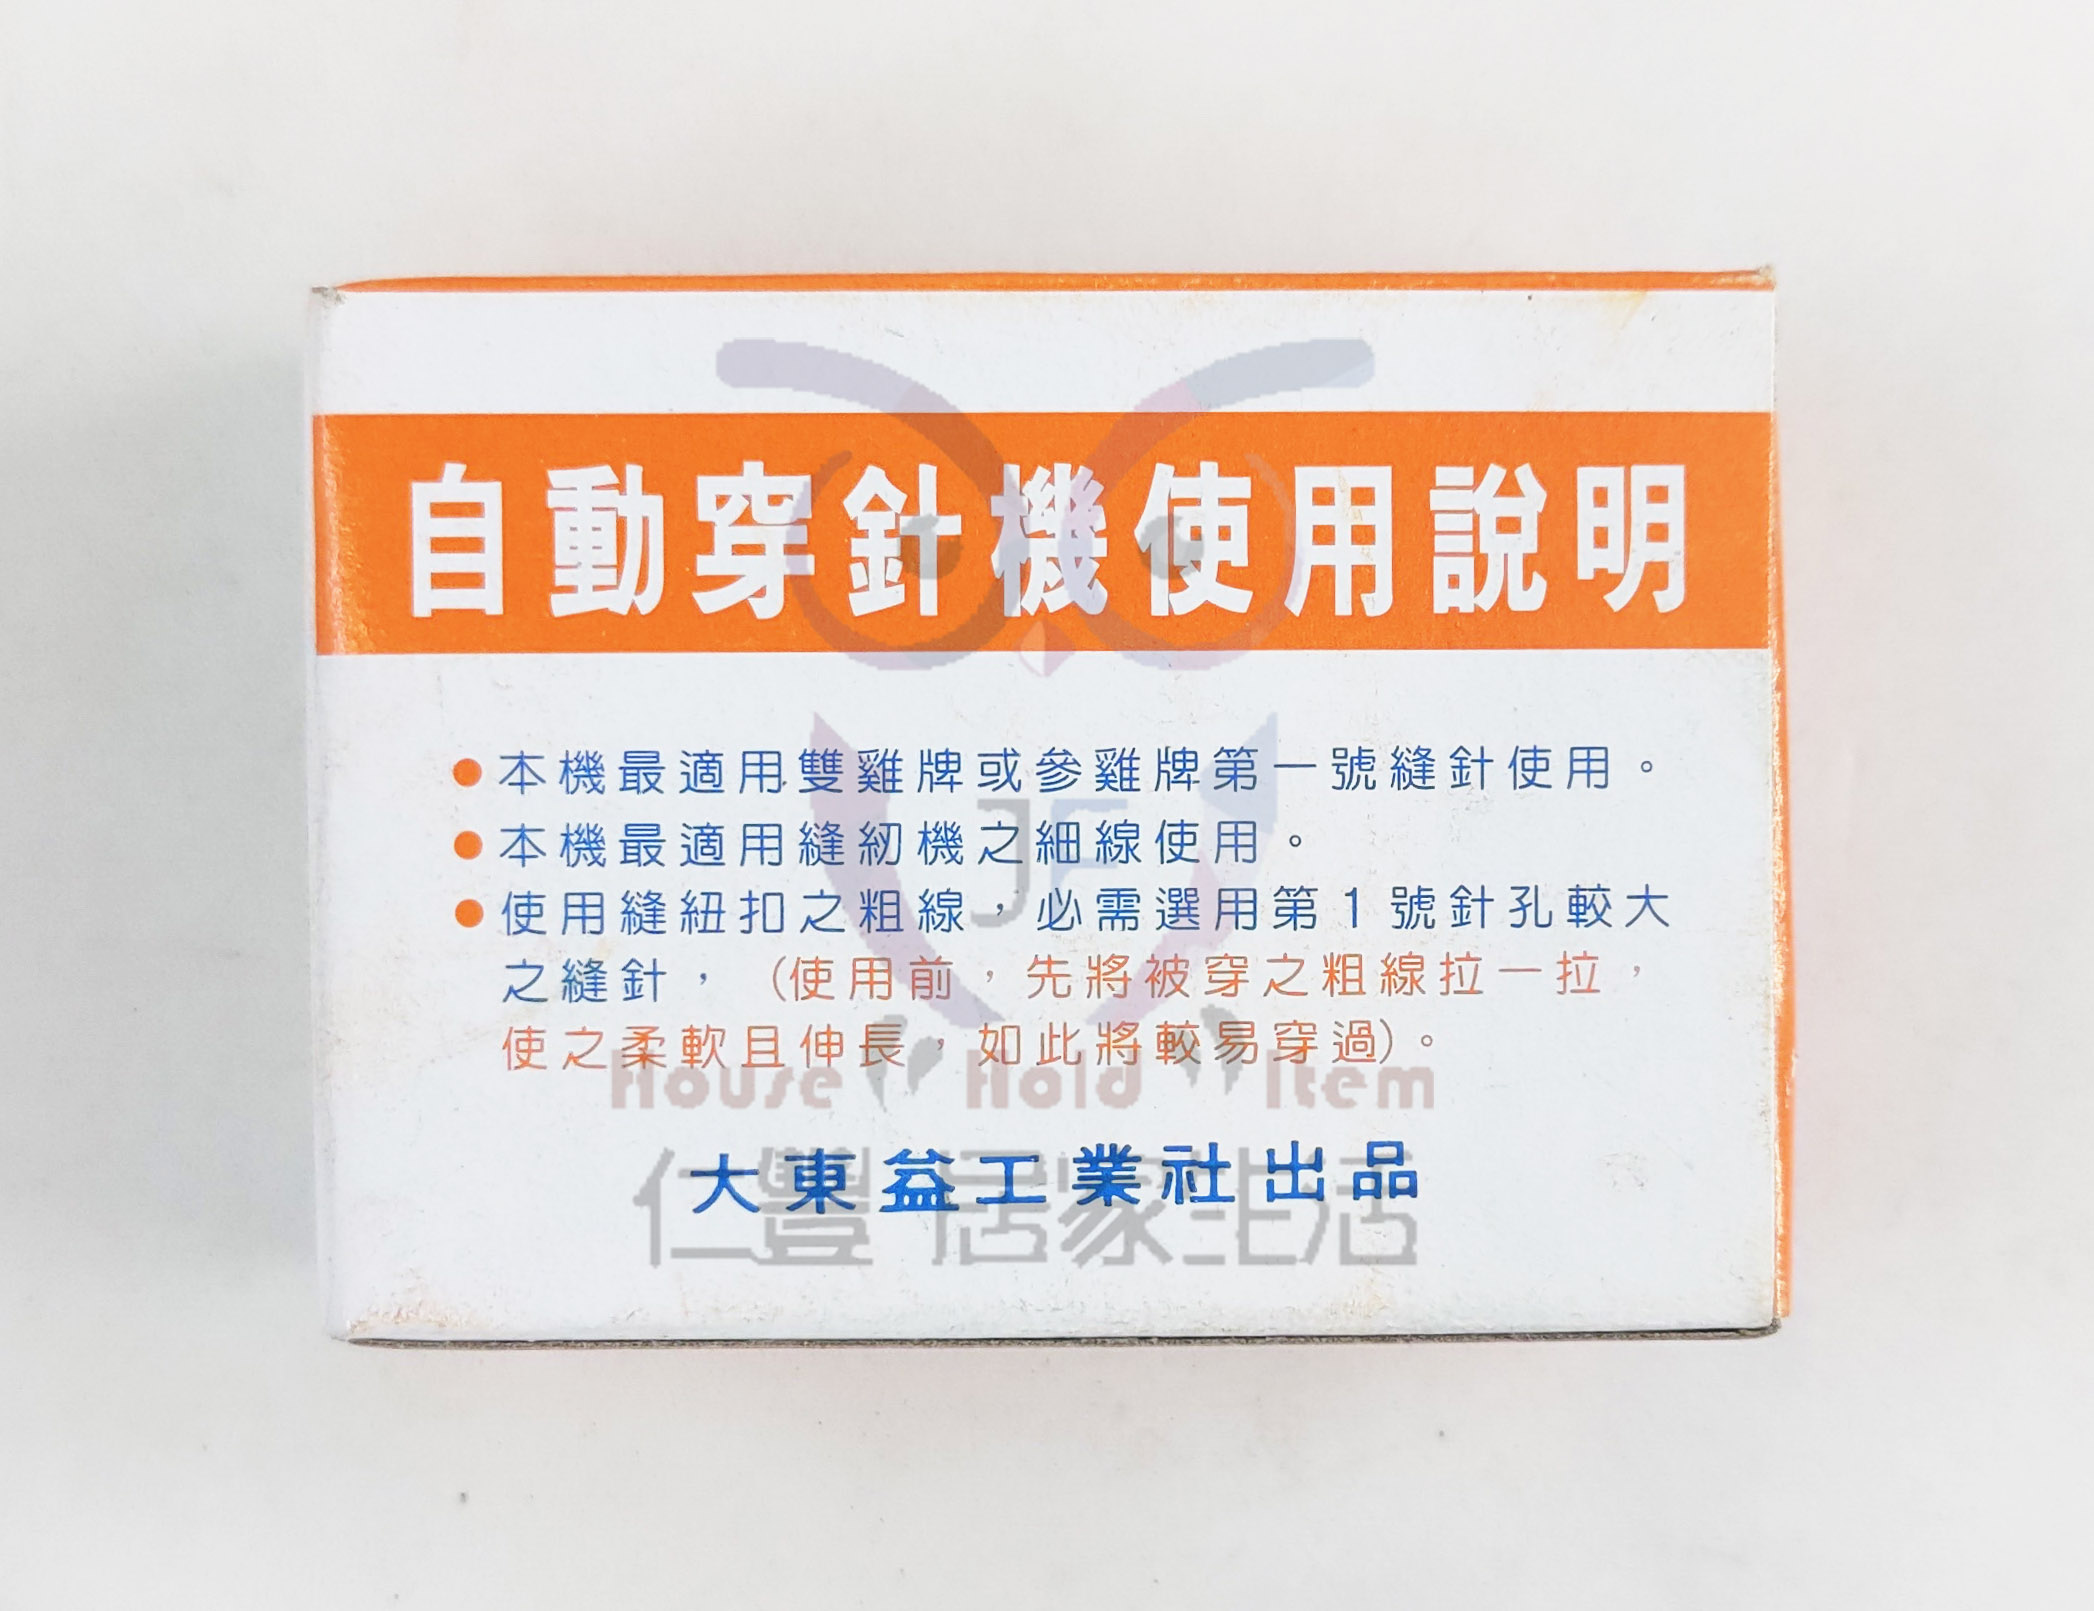 自動穿針機使用說明
●本機最適用雙雞牌或參雞牌第一號縫針使用。
●本機最適用縫紉機之細線使用。
●使用縫紐扣之粗線，必需選用第1號針孔較大
之縫針，(使用前，先將被穿之粗線拉一拉，
使之柔軟且伸長，如此將較易穿過)。
大東益工業社出品
JF
House Hold Item
仁豐居家生活